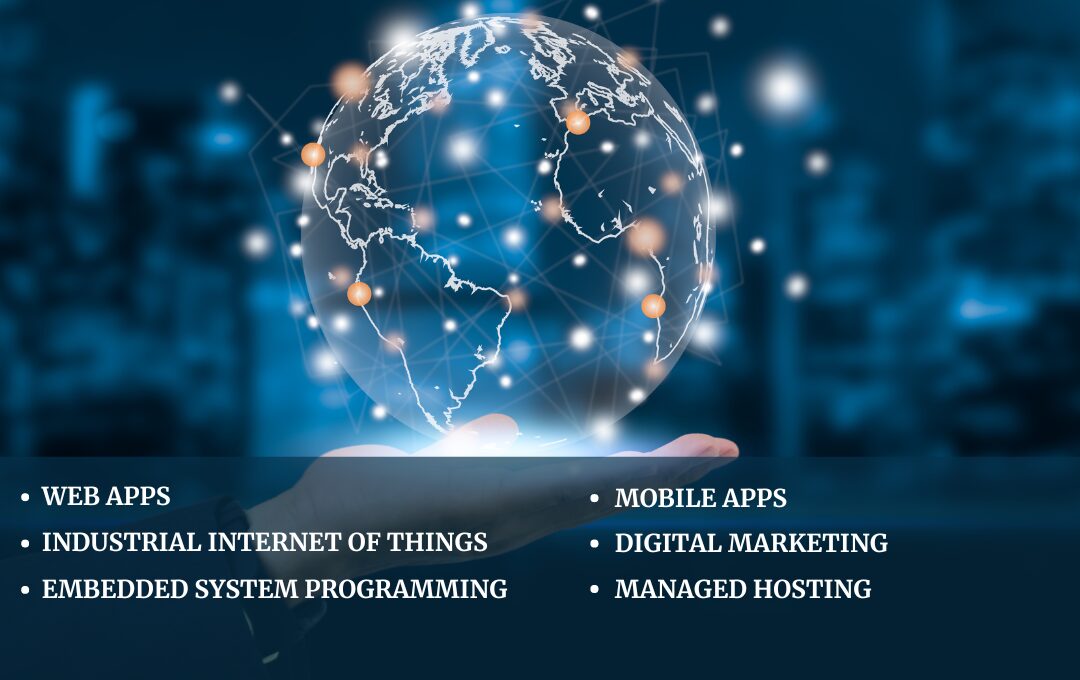 • WEB APPS
• INDUSTRIAL INTERNET OF THINGS
• EMBEDDED SYSTEM PROGRAMMING
• MOBILE APPS
• DIGITAL MARKETING
• MANAGED HOSTING